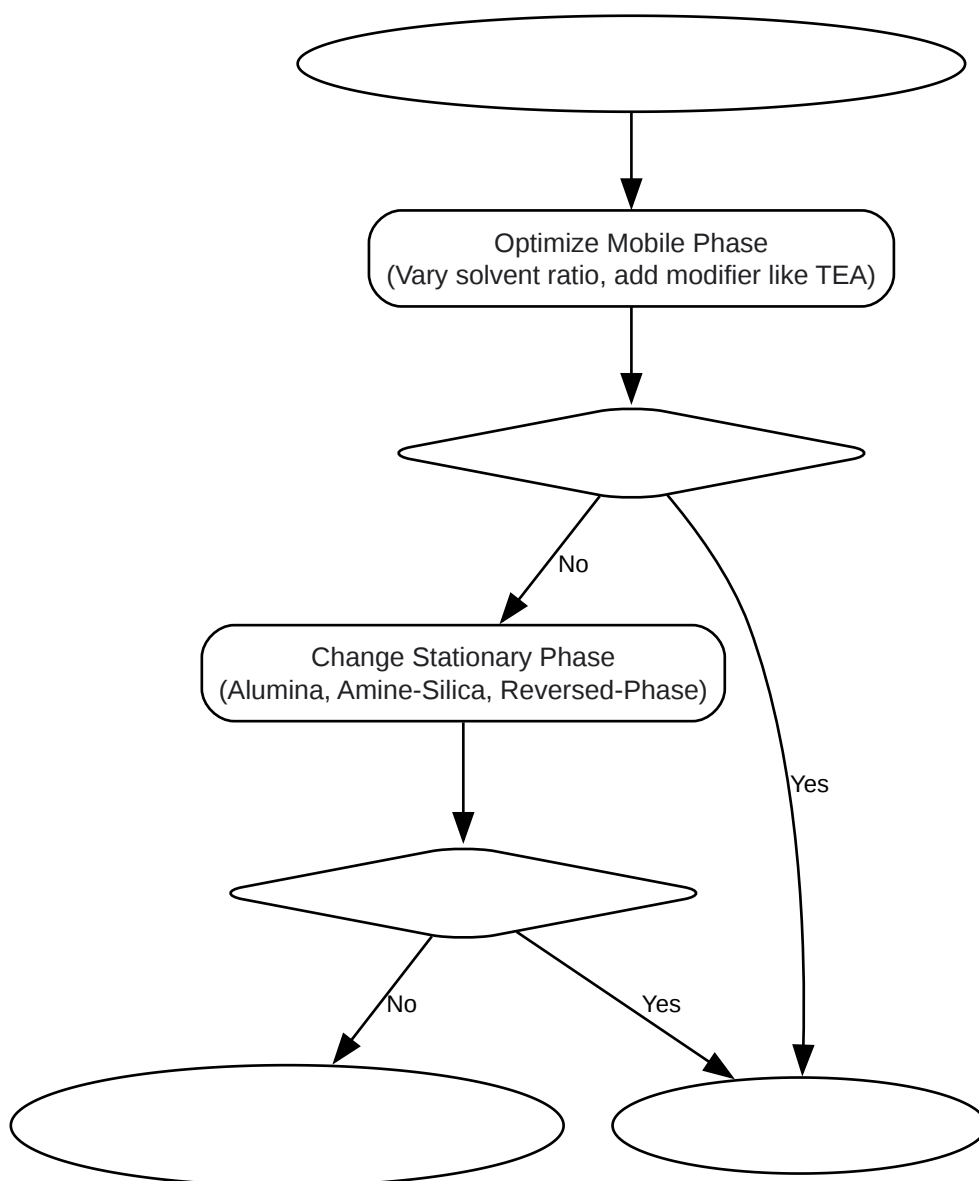 Optimize Mobile Phase
(Vary solvent ratio, add modifier like TEA)
No
Change Stationary Phase
(Alumina, Amine-Silica, Reversed-Phase)
Yes
No
Yes